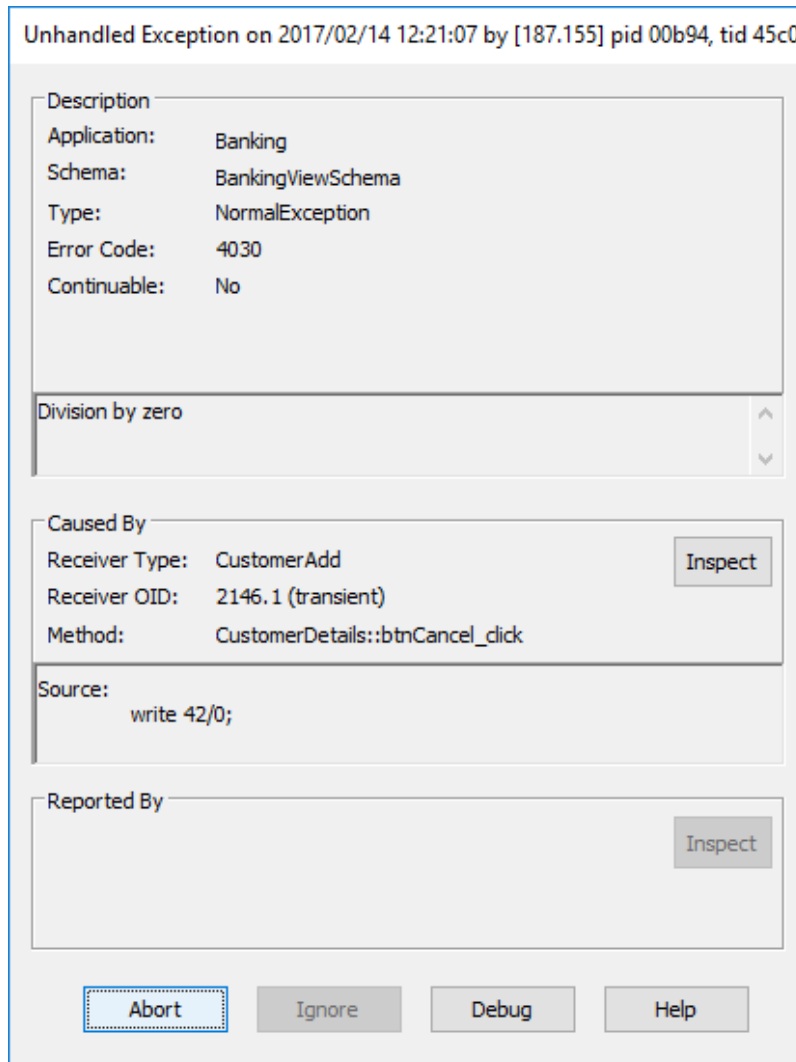 Unhandled Exception on 2017/02/14 12:21:07 by [187.155] pid 00b94, tid 45c0
Description
Application: Banking
Schema: BankingViewSchema
Type: NormalException
Error Code: 4030
Continuable: No
Division by zero
Caused By
Receiver Type: CustomerAdd
Inspect
Receiver OID: 2146.1 (transient)
Method: CustomerDetails::btnCancel_click
Source:
write 42/0;
Reported By
Inspect
Abort Ignore Debug Help